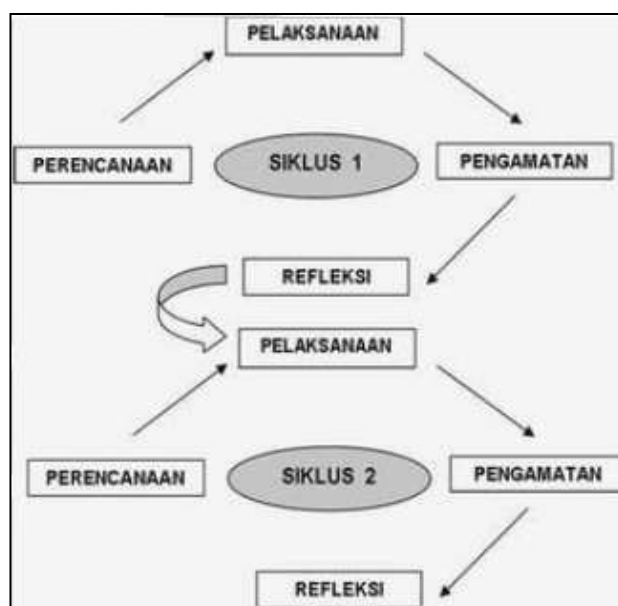 PELAKSANAAN
PERENCANAAN
SIKLUS 1
PENGAMATAN
REFLEKSI
PELAKSANAAN
PERENCANAAN
SIKLUS 2
PENGAMATAN
REFLEKSI